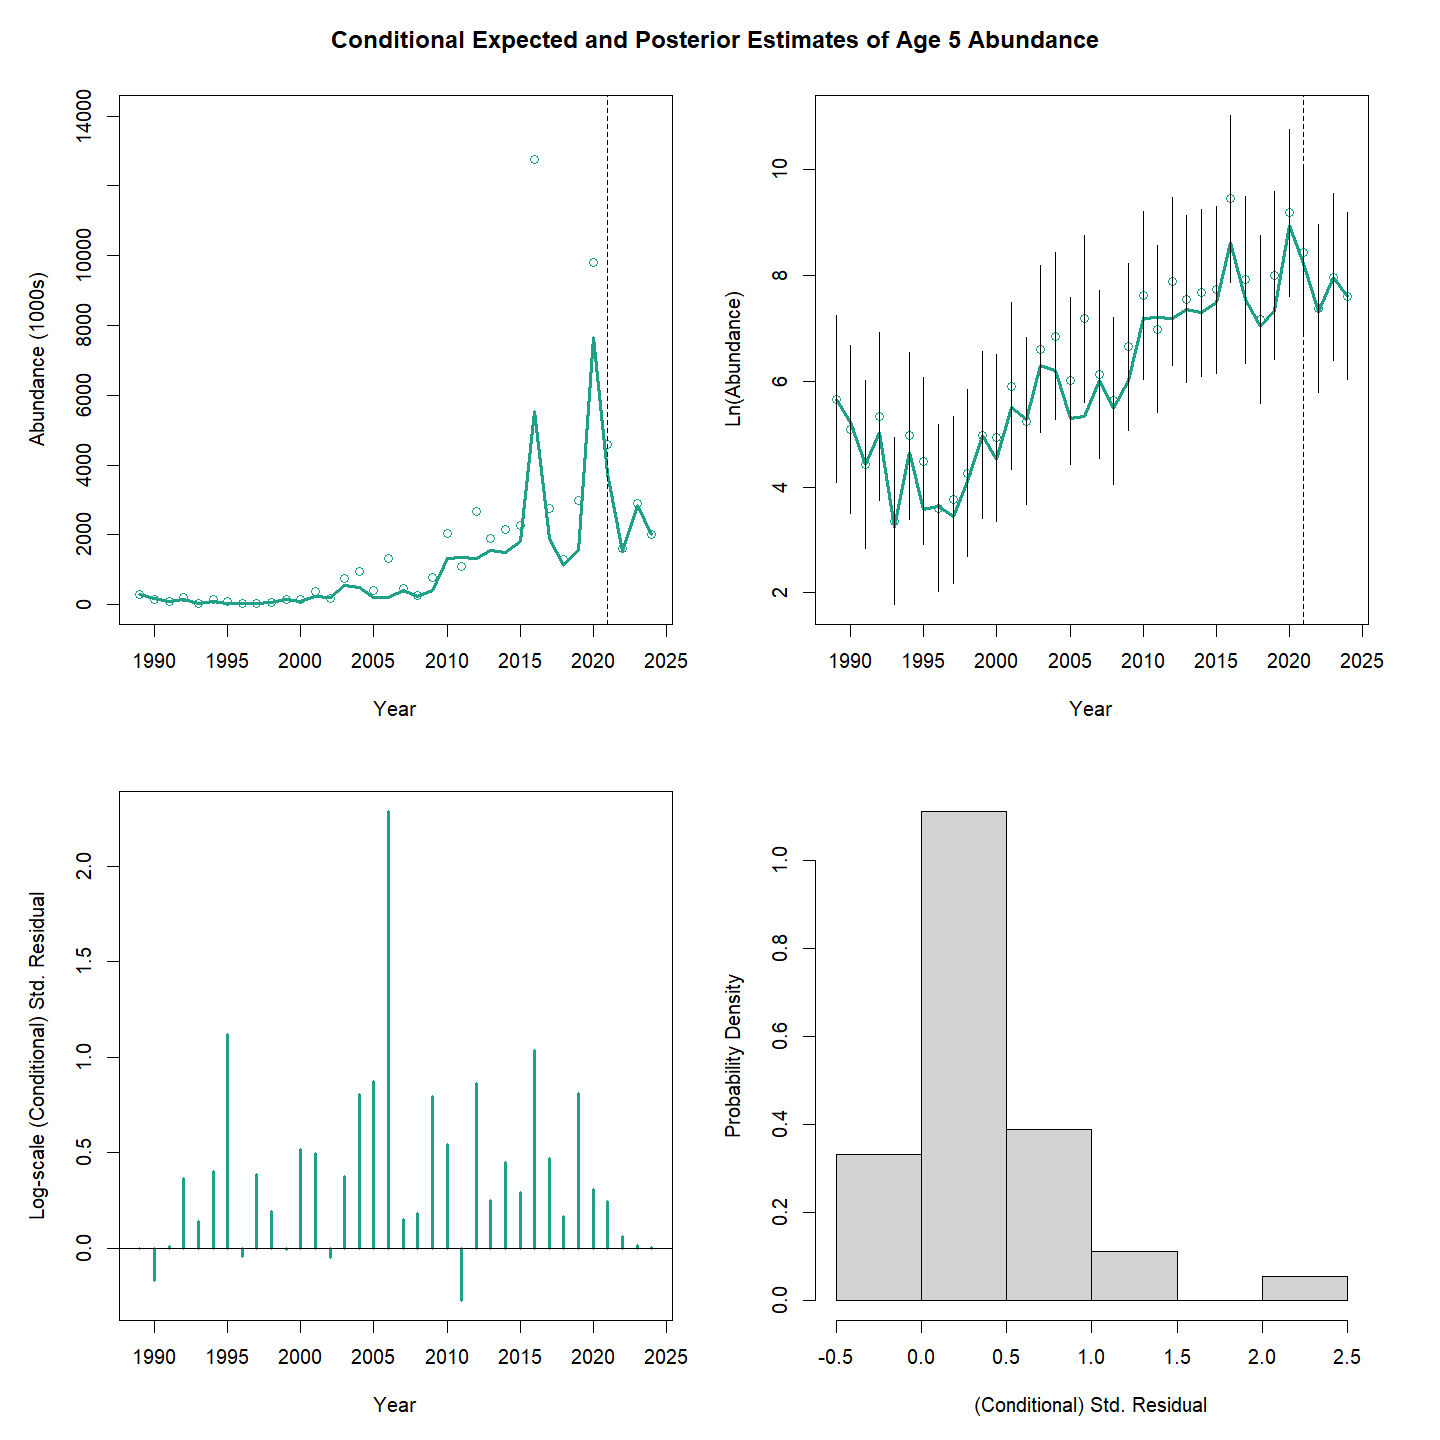 Conditional Expected and Posterior Estimates of Age 5 Abundance
Abundance (1000s)
14000
10000
8000
6000
4000
2000
0
1990 1995 2000 2005 2010 2015 2020 2025
Year
Ln(Abundance)
10
8
6
4
2
1990 1995 2000 2005 2010 2015 2020 2025
Year
Log-scale (Conditional) Std. Residual
2.0
1.5
1.0
0.5
0.0
1990 1995 2000 2005 2010 2015 2020 2025
Year
Probability Density
1.0
0.8
0.6
0.4
0.2
0.0
-0.5 0.0 0.5 1.0 1.5 2.0 2.5
(Conditional) Std. Residual